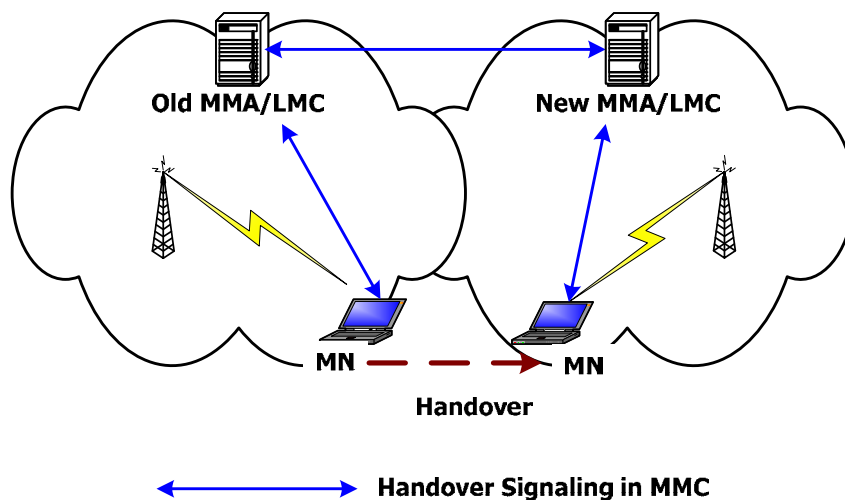 Old MMA/LMC
New MMA/LMC
MN
MN
Handover
Handover Signaling in MMC